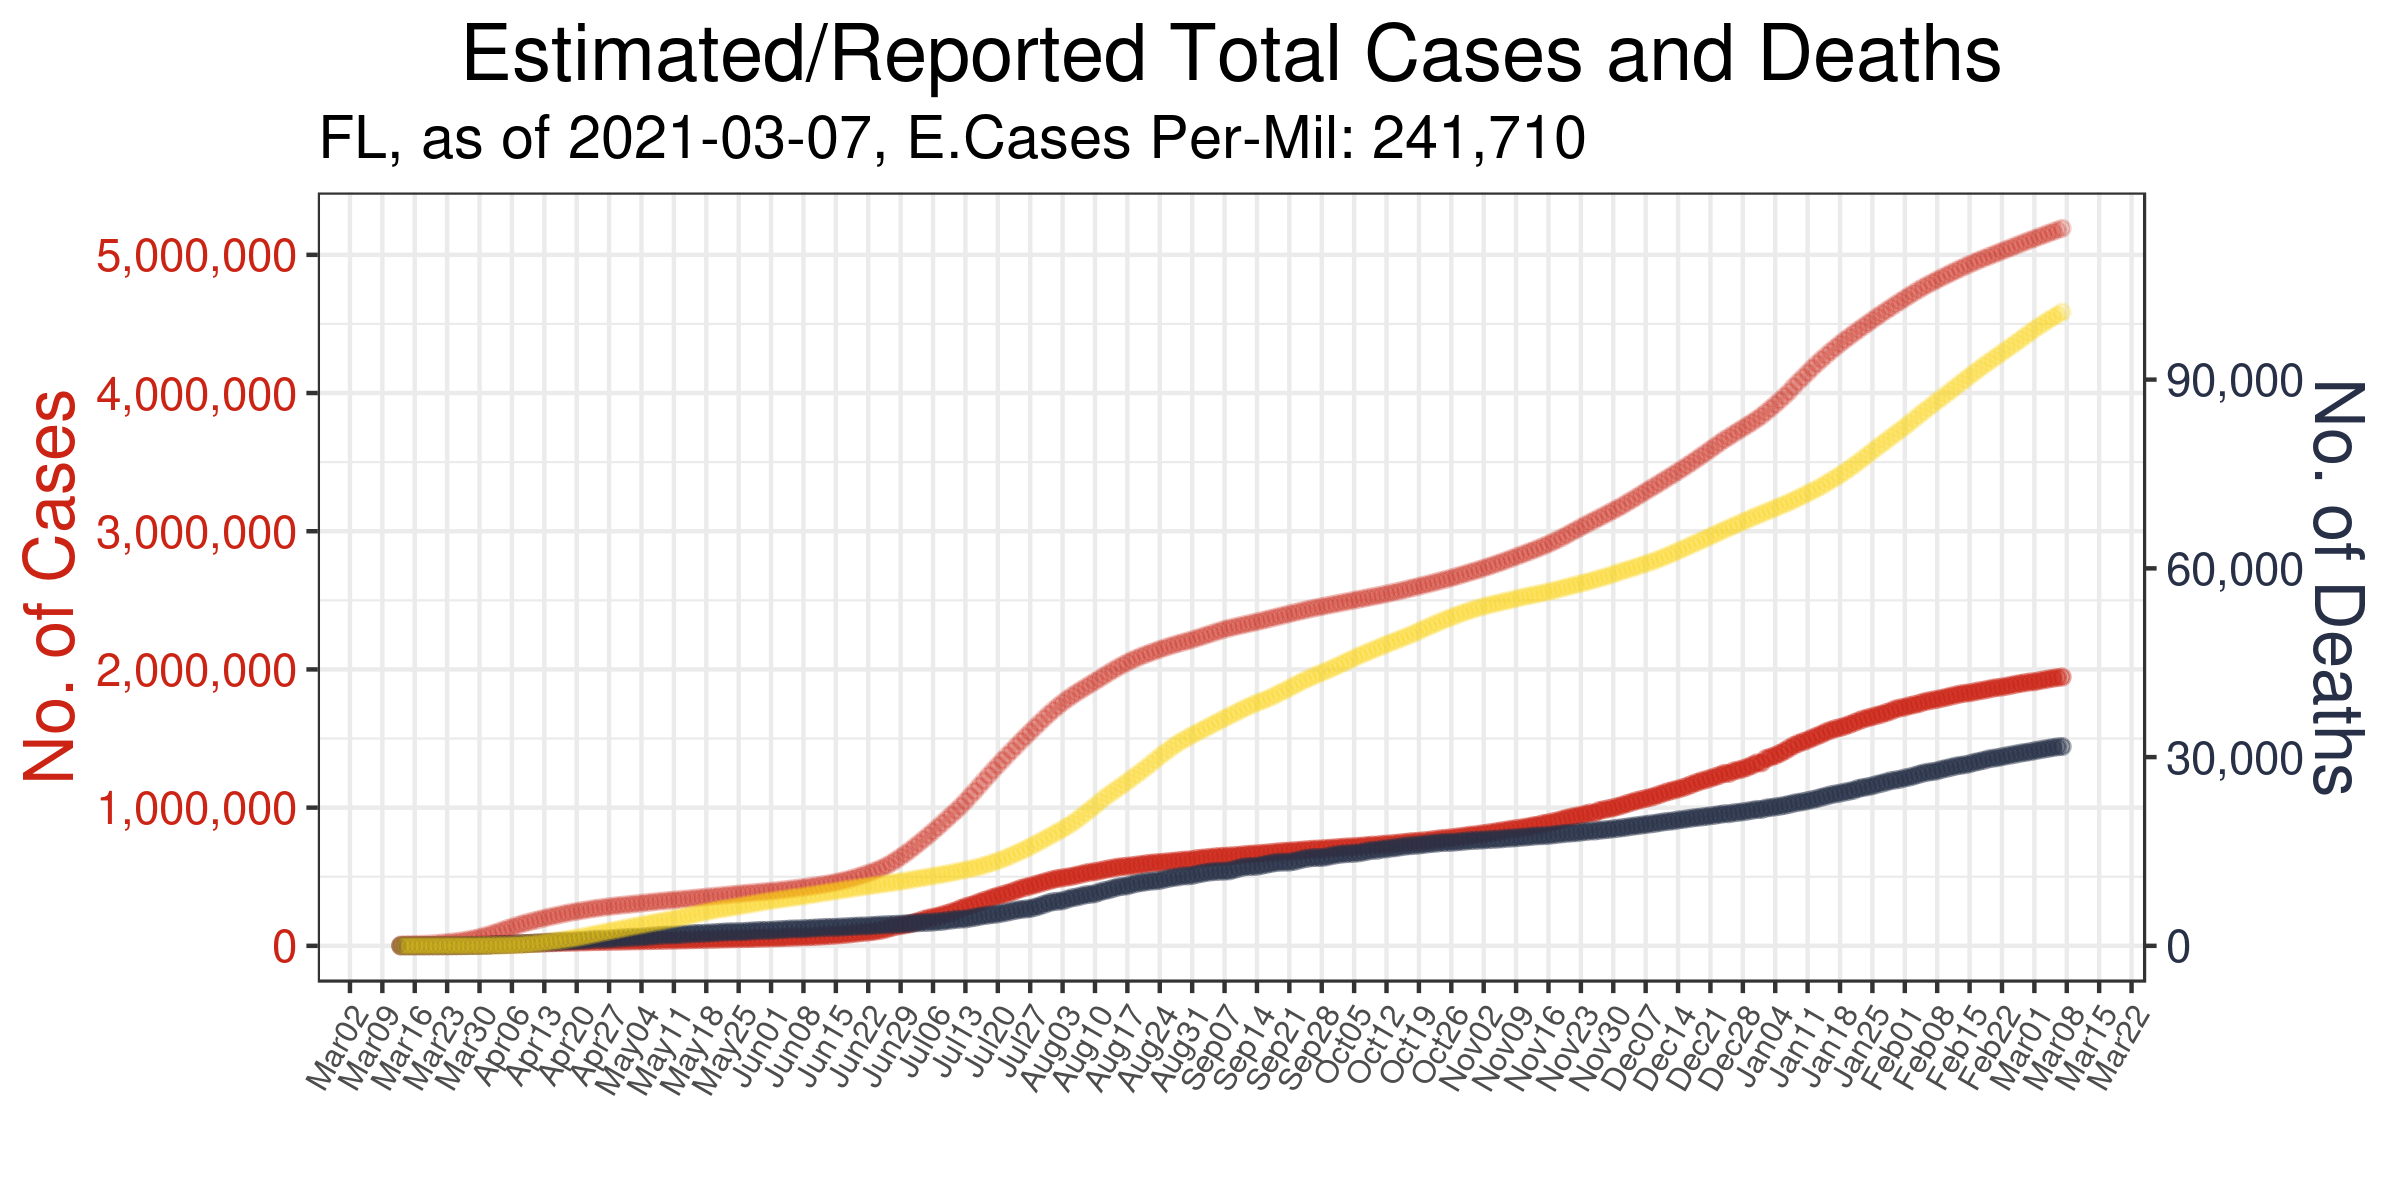 Estimated/Reported Total Cases and Deaths
FL, as of 2021-03-07, E.Cases Per-Mil: 241,710
No. of Cases
5,000,000
4,000,000
3,000,000
2,000,000
1,000,000
0
90,000
60,000
30,000
0
No. of Deaths
Mar02
Mar09
Mar16
Mar23
Mar30
Apr06
Apr13
Apr20
Apr27
May04
May11
May18
May25
Jun01
Jun08
Jun15
Jun22
Jun29
Jul06
Jul13
Jul20
Jul27
Aug03
Aug10
Aug17
Aug24
Aug31
Sep07
Sep14
Sep21
Sep28
Oct05
Oct12
Oct19
Oct26
Nov02
Nov09
Nov16
Nov23
Nov30
Dec07
Dec14
Dec21
Dec28
Jan04
Jan11
Jan18
Jan25
Feb01
Feb08
Feb15
Feb22
Mar01
Mar08
Mar15
Mar22